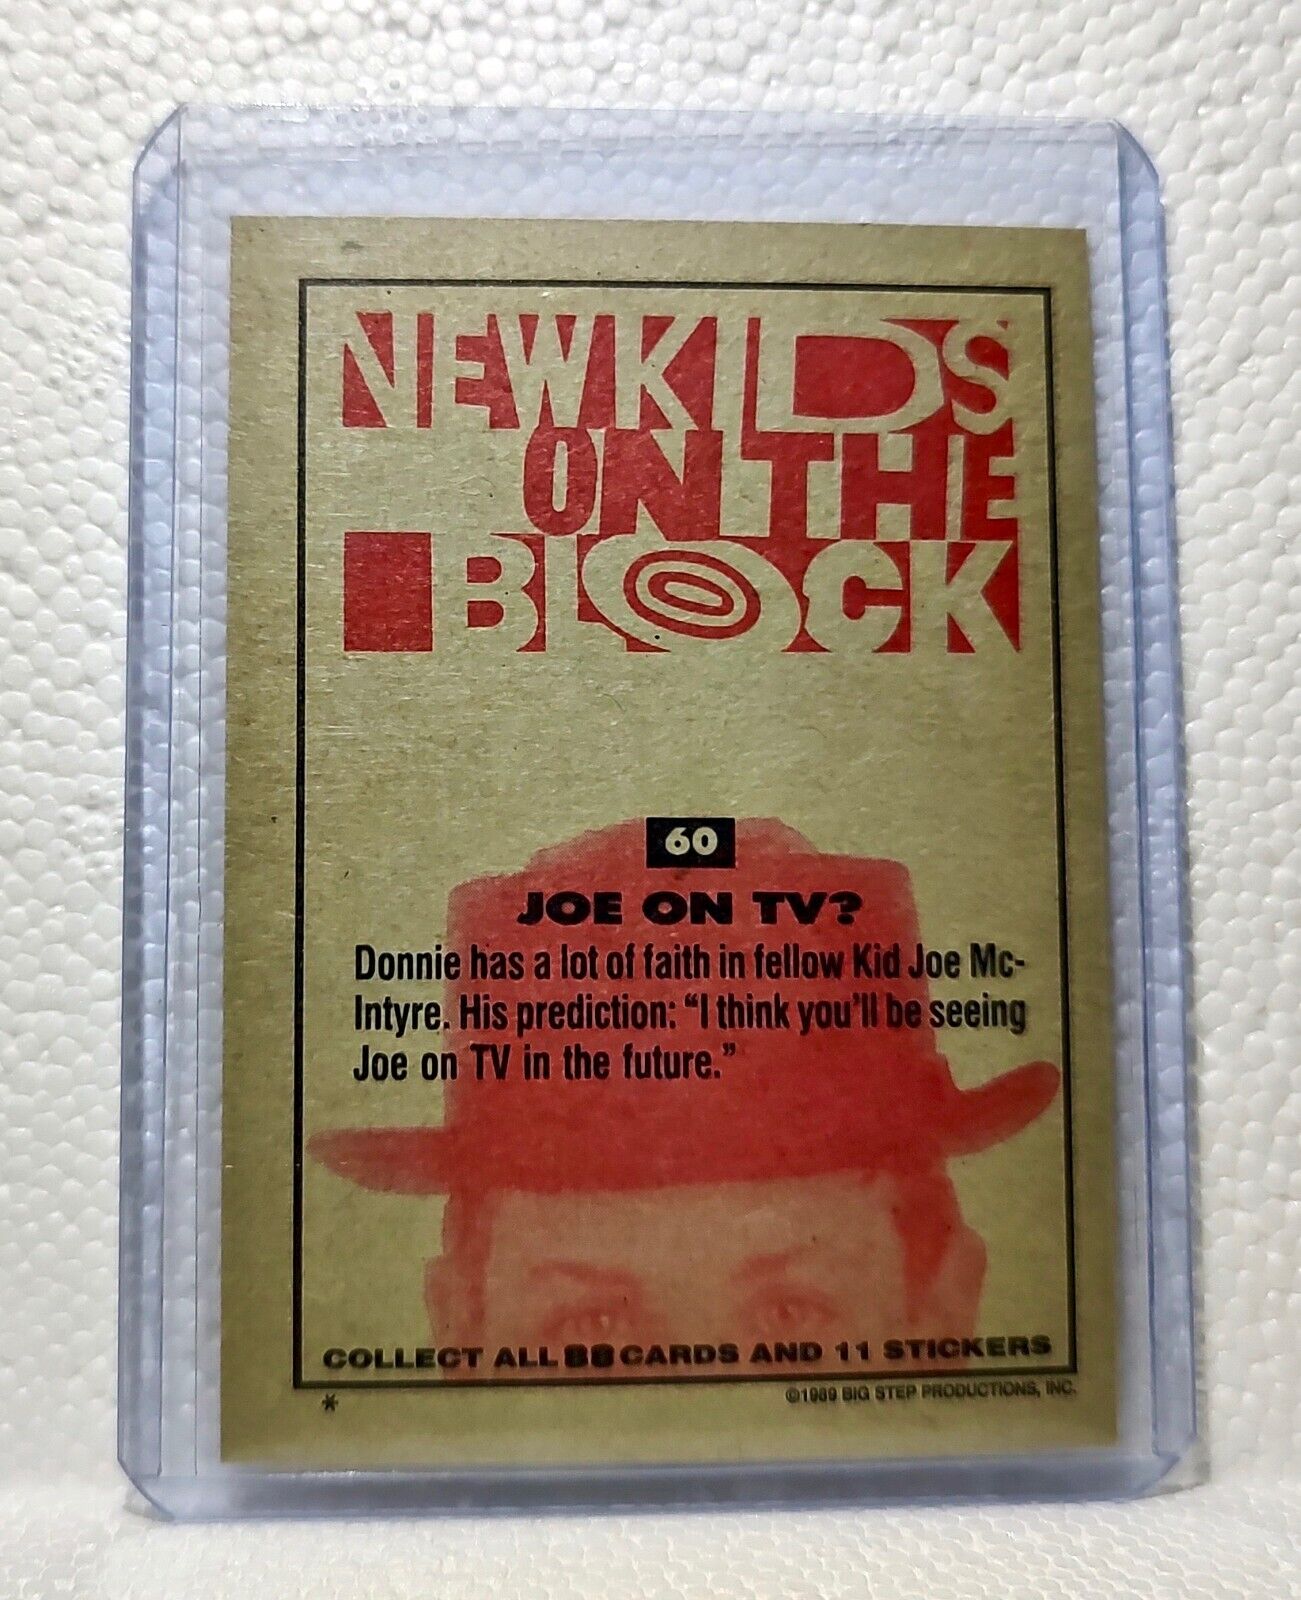 NEW KIDS
ON THE
BLOCK
60
JOE ON TV?
Donnie has a lot of faith in fellow Kid Joe Mc-
Intyre. His prediction: “I think you’ll be seeing
Joe on TV in the future.”
COLLECT ALL 88 CARDS AND 11 STICKERS
*
©1989 BIG STEP PRODUCTIONS, INC.